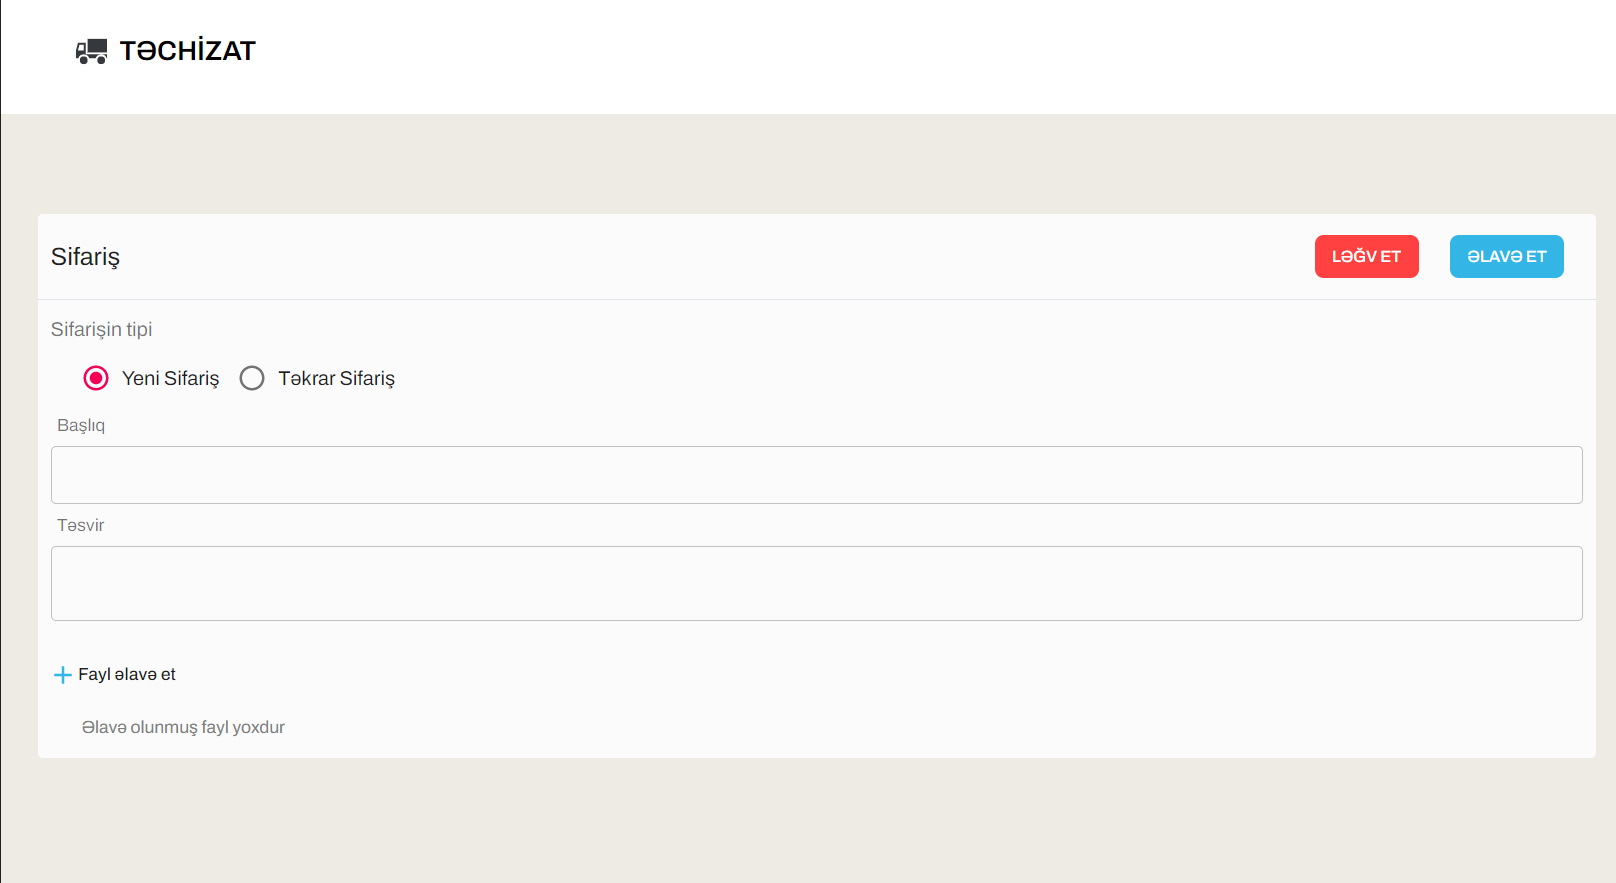 TƏCHİZAT
Sifariş
LƏĞV ET
ƏLAVƏ ET
Sifarişin tipi
Yeni Sifariş
Təkrar Sifariş
Başlıq
Təsvir
Fayl əlavə et
Əlavə olunmuş fayl yoxdur